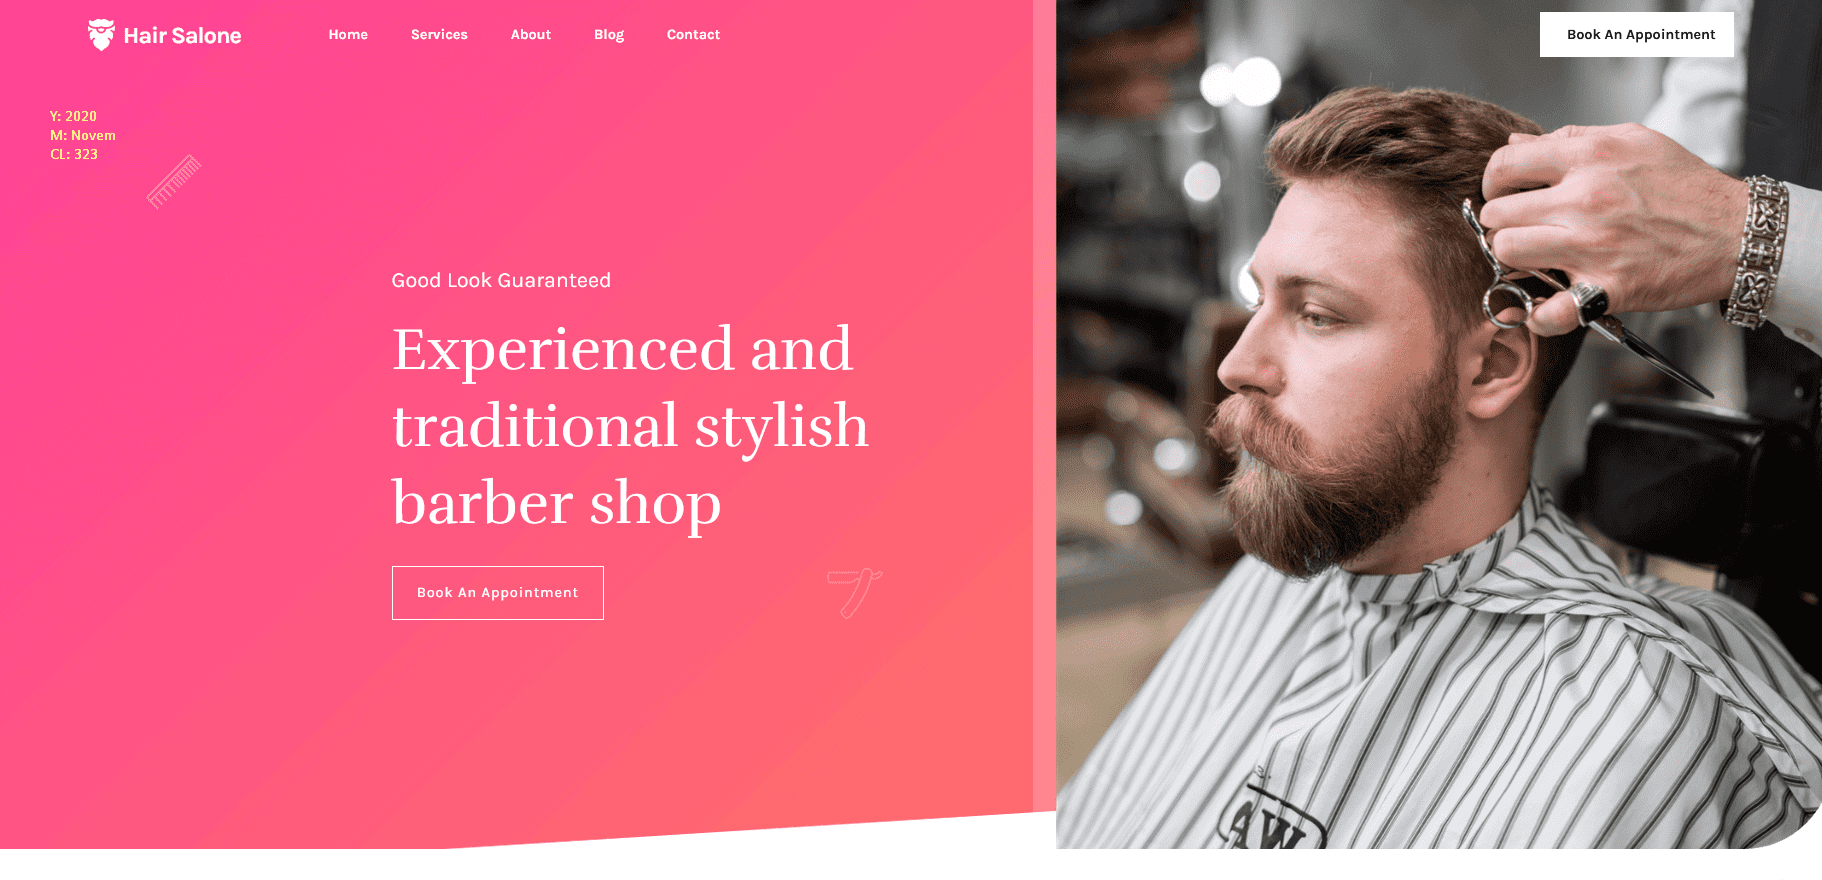 Hair Salone
Home
Services
About
Blog
Contact
Book An Appointment
Y: 2020
M: Novem
CL: 323
Good Look Guaranteed
Experienced and
traditional stylish
barber shop
Book An Appointment
AW